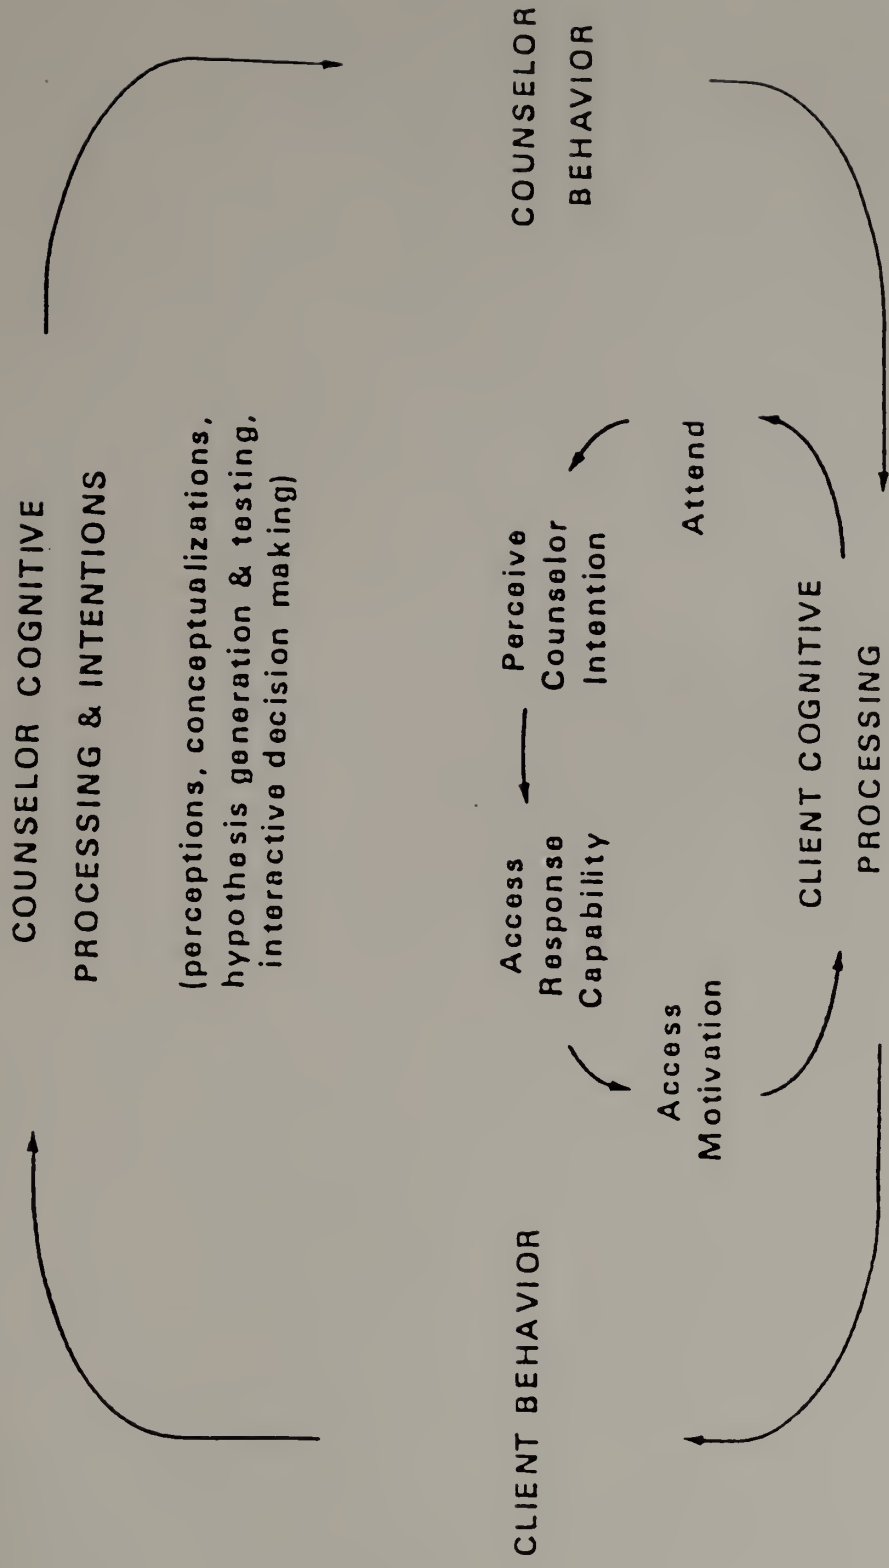 COUNSELOR COGNITIVE
PROCESSING & INTENTIONS
(perceptions, conceptualizations,
hypothesis generation & testing,
interactive decision making)
COUNSELOR
BEHAVIOR
CLIENT BEHAVIOR
Attend
Perceive
Counselor
Intention
Access
Response
Capability
Access
Motivation
CLIENT COGNITIVE
PROCESSING